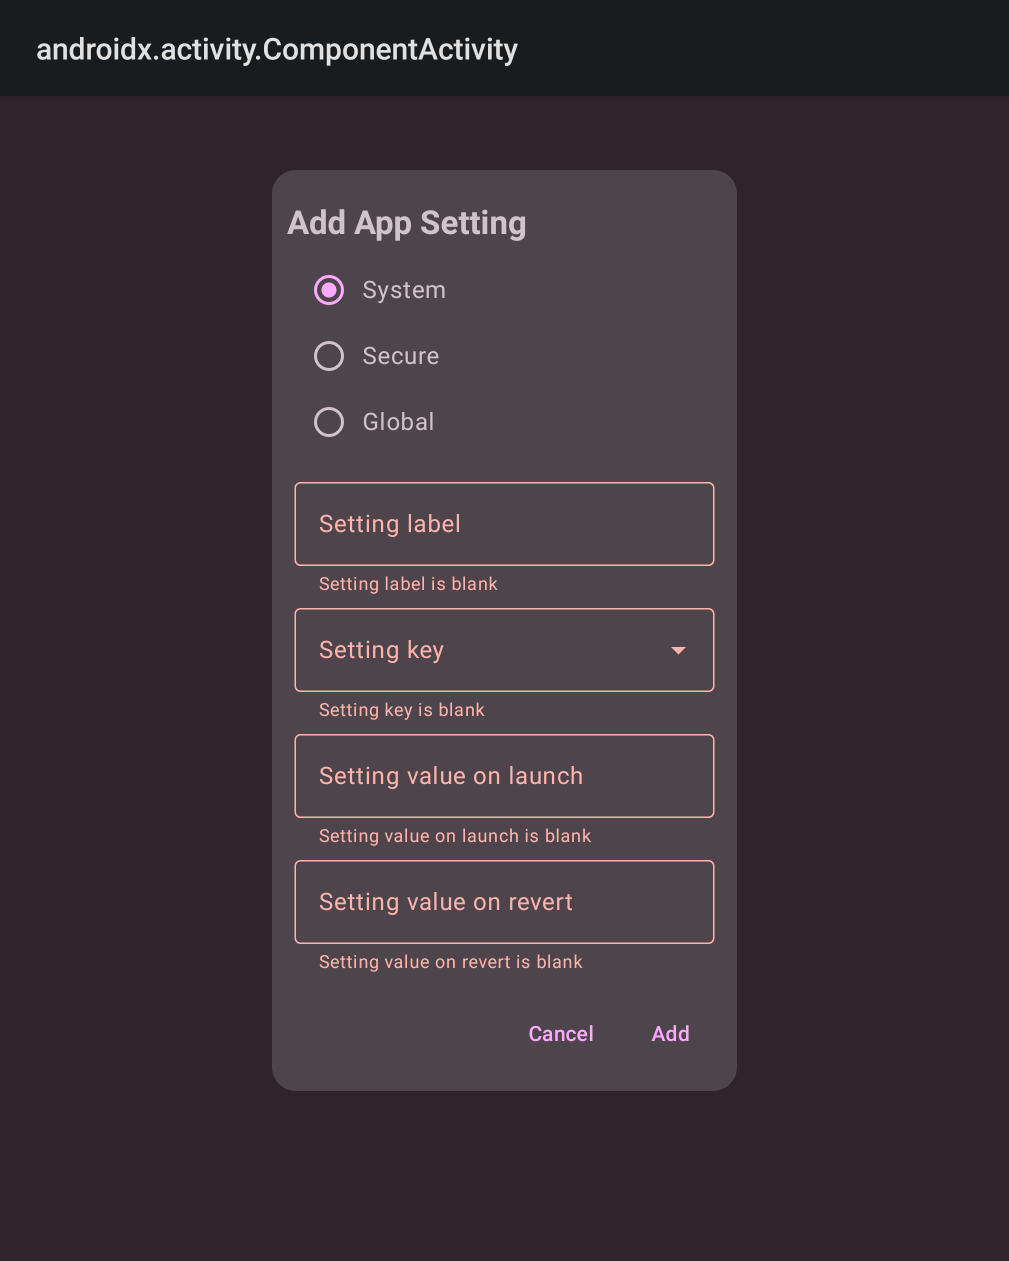 androidx.activity.ComponentActivity
Add App Setting
System
Secure
Global
Setting label
Setting label is blank
Setting key
Setting key is blank
Setting value on launch
Setting value on launch is blank
Setting value on revert
Setting value on revert is blank
Cancel Add